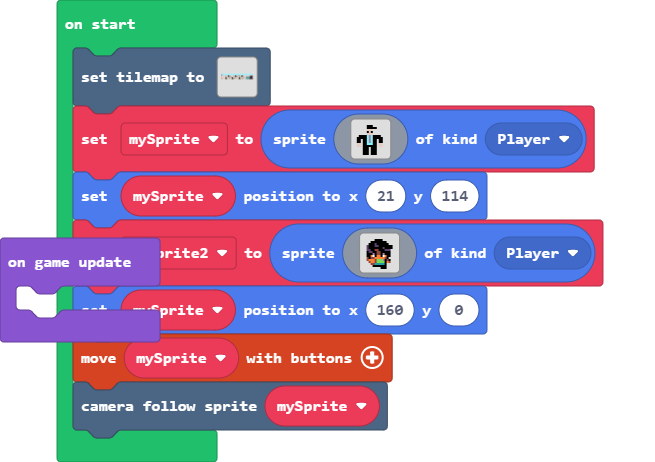 on start
set tilemap to
set mySprite to sprite of kind Player
set mySprite position to x 21 y 114
prite2 to sprite of kind Player
on game update
set mySprite position to x 160 y 0
move mySprite with buttons
camera follow sprite mySprite